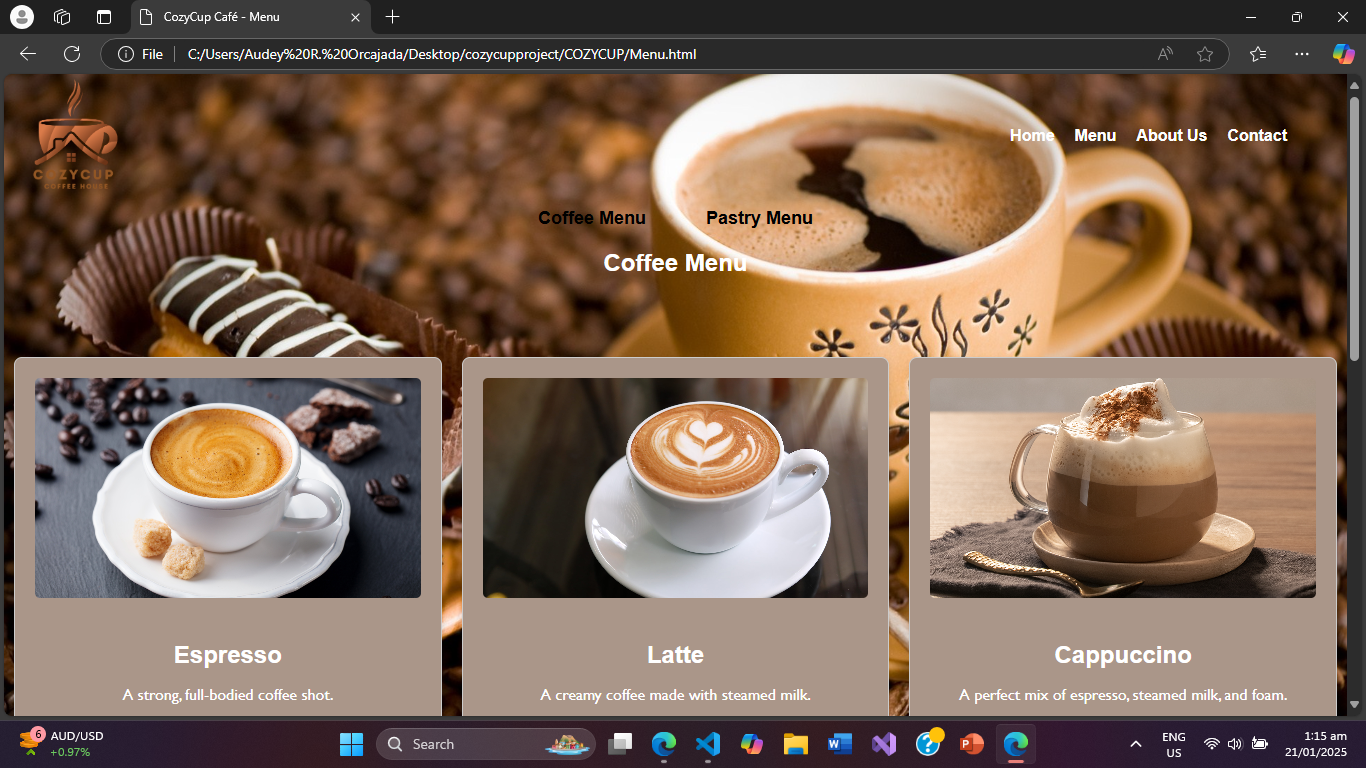 CozyCup Café - Menu
File
C:/Users/Audey%20R.%20Orcajada/Desktop/cozycupproject/COZYCUP/Menu.html
COZYCUP
COFFEE HOUSE
Home Menu About Us Contact
Coffee Menu Pastry Menu
Coffee Menu
Espresso Latte Cappuccino
A strong, full-bodied coffee shot. A creamy coffee made with steamed milk. A perfect mix of espresso, steamed milk, and foam.
6
AUD/USD
+0.97%
Search
ENG
US
1:15 am
21/01/2025